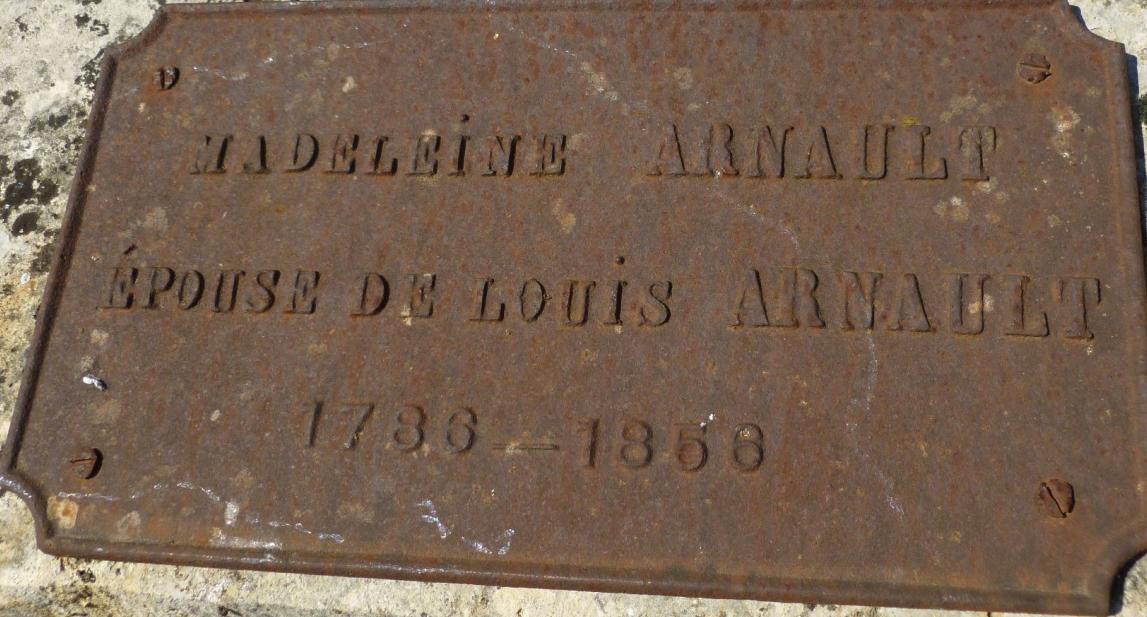 MADELEINE ARNAULT
ÉPOUSE DE LOUIS ARNAULT
1786—1856